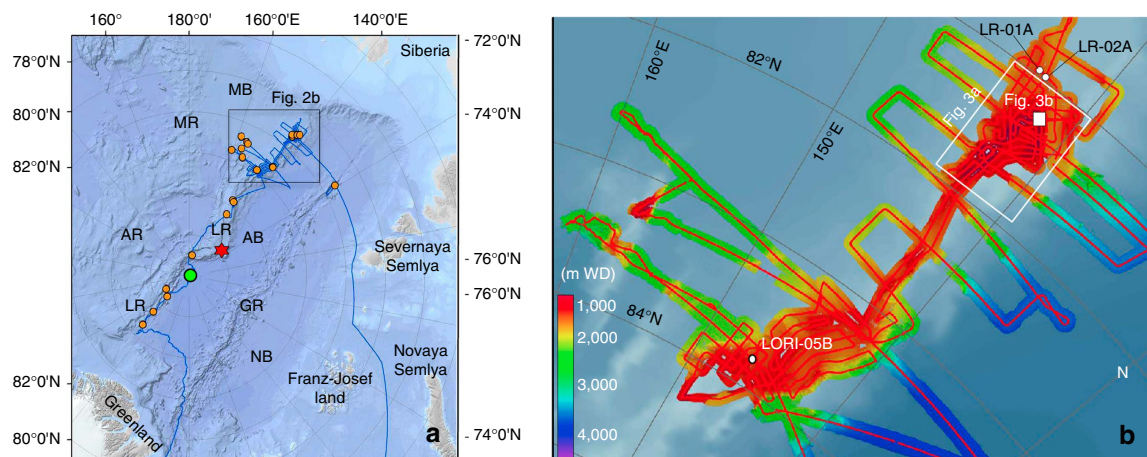 160°
180°0'
160°0'E
140°0'E
78°0'N
80°0'N
82°0'N
82°0'N
80°0'N
- 72°0'N
- 74°0'N
- 76°0'N
- 76°0'N
- 74°0'N
Siberia
MB
Fig. 2b
MR
LR
AB
AR
Severnaya
Semlya
LR
GR
NB
Novaya
Semlya
Franz-Josef
land
Greenland
a
160°E
82°N
150°E
84°N
LR-01A
LR-02A
Fig. 3a
Fig. 3b
LORI-05B
(m WD)
1,000
2,000
3,000
4,000
N
b